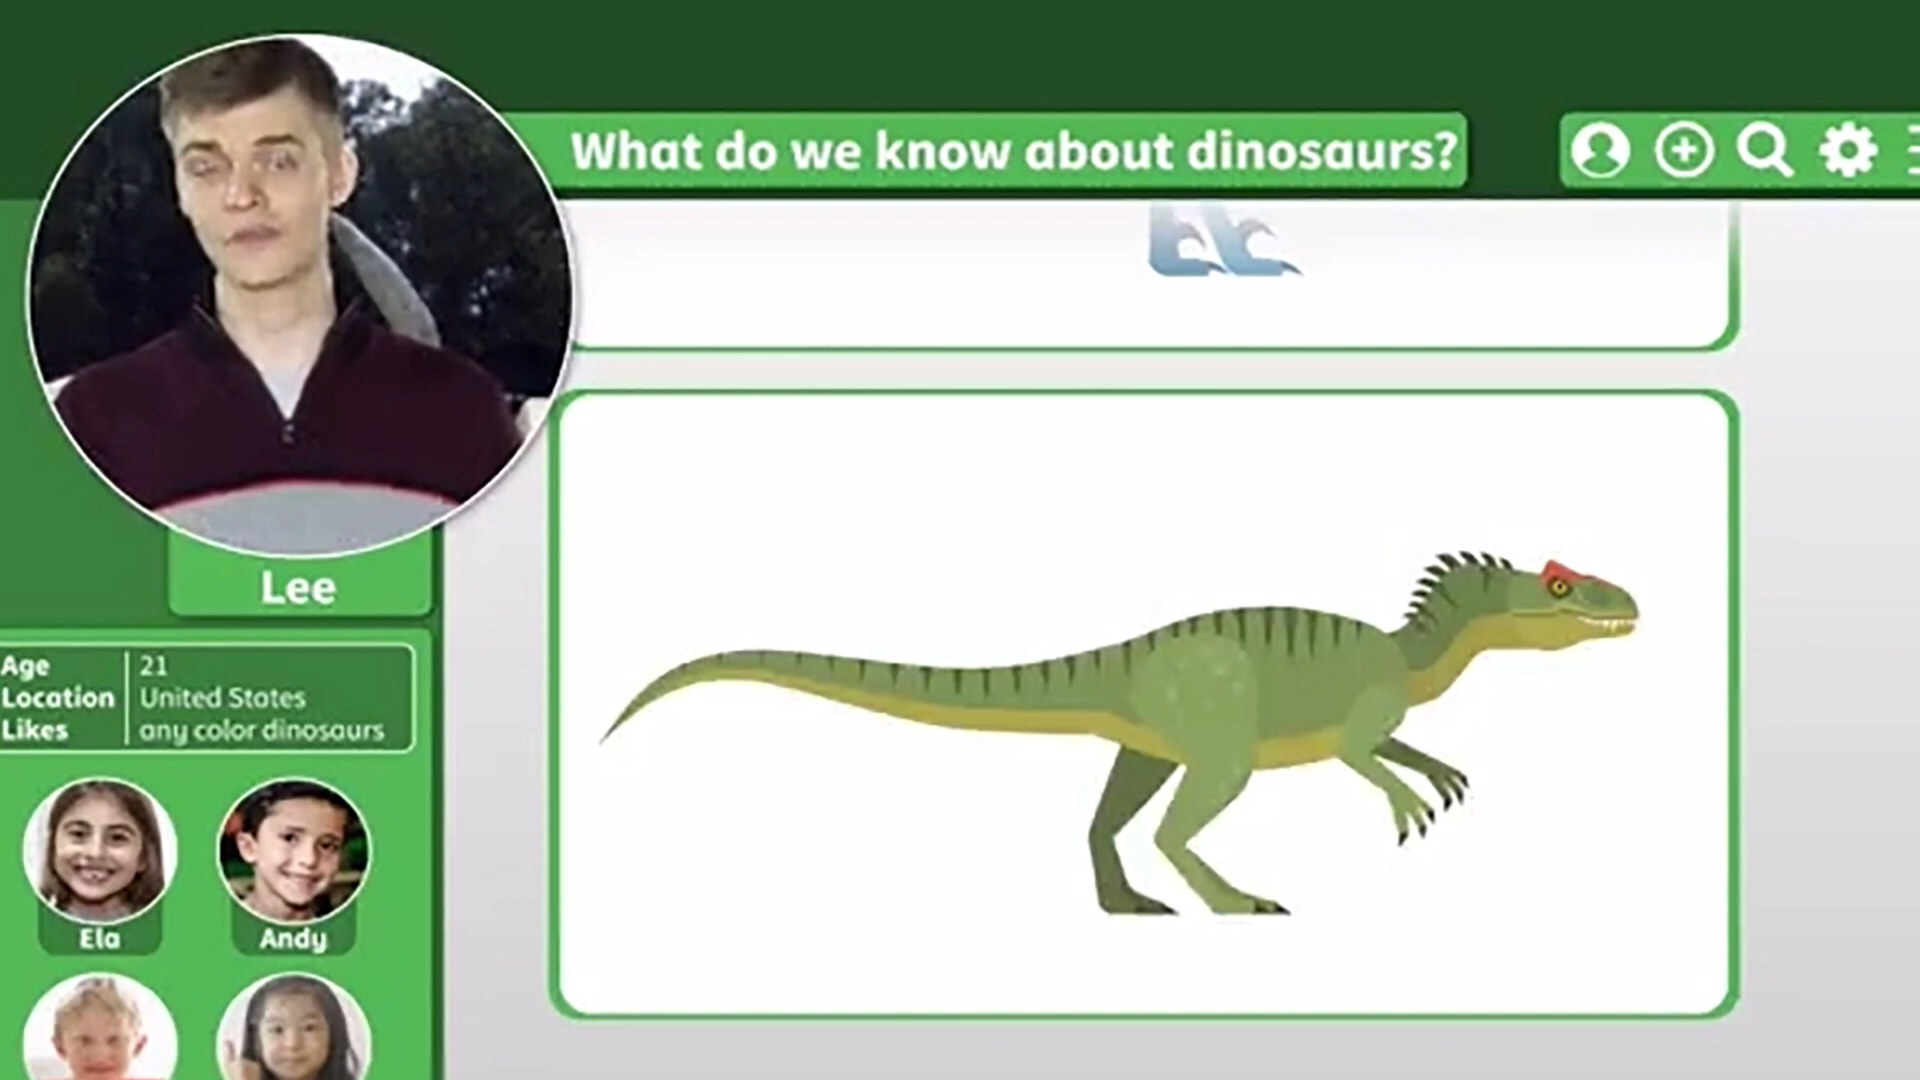 What do we know about dinosaurs?
Lee
Age 21
Location United States
Likes any color dinosaurs
Ela
Andy